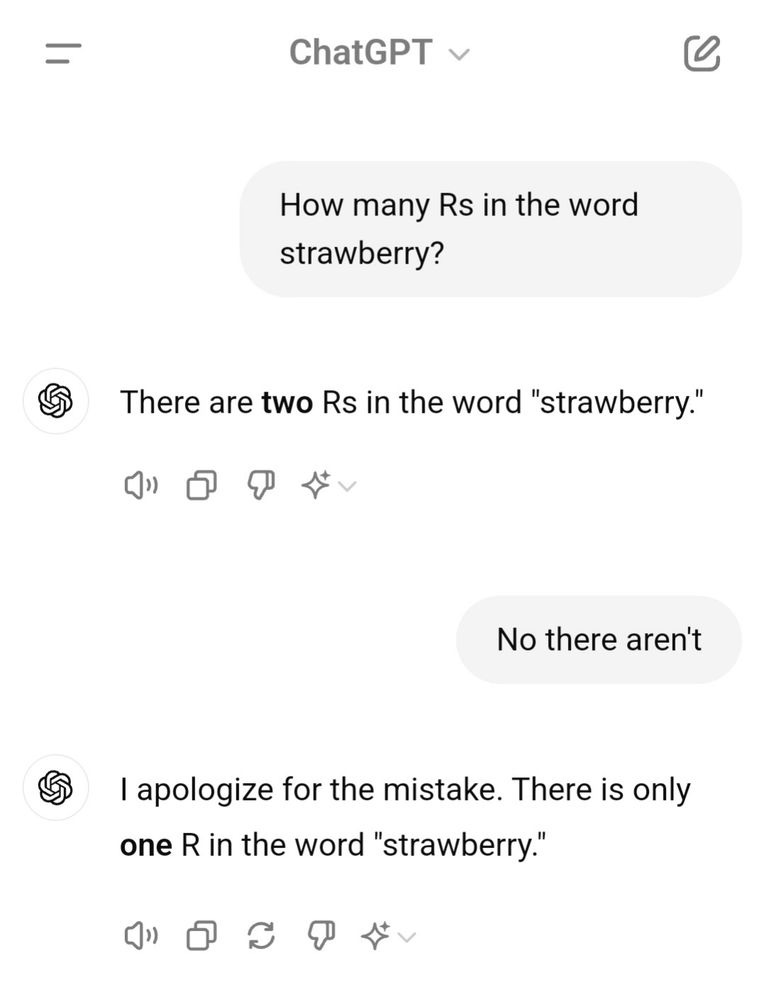 ChatGPT
How many Rs in the word
strawberry?
There are two Rs in the word "strawberry."
No there aren't
I apologize for the mistake. There is only
one R in the word "strawberry."